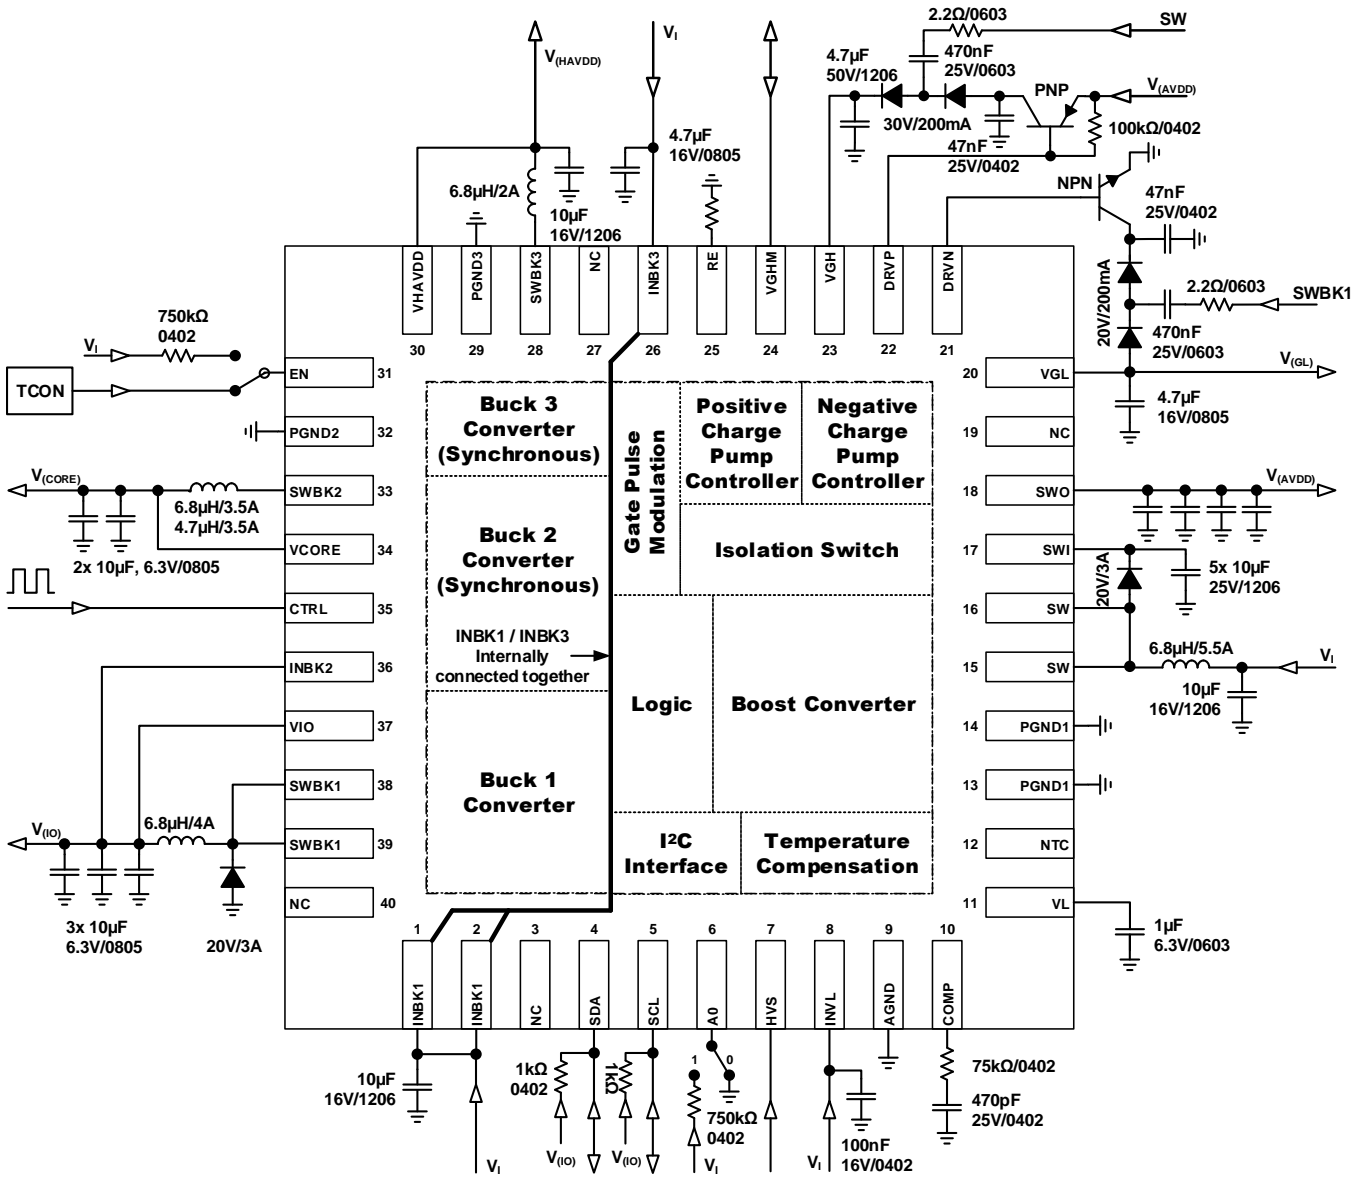 2.2Ω/0603
SW
V(HAVDD)
VI
4.7µF
50V/1206
470nF
25V/0603
PNP
V(AVDD)
30V/200mA
100kΩ/0402
4.7µF
16V/0805
47nF
25V/0402
NPN
6.8µH/2A
10µF
16V/1206
47nF
25V/0402
20V/200mA
2.2Ω/0603
SWBK1
470nF
25V/0603
VHAVDD
PGND3
SWBK3
NC
INBK3
RE
VGHM
VGH
DRVP
DRVN
30
29
28
27
26
25
24
23
22
21
750kΩ
0402
VI
TCON
EN
31
PGND2
32
V(CORE)
SWBK2
33
6.8µH/3.5A
4.7µH/3.5A
VCORE
34
2x 10µF, 6.3V/0805
CTRL
35
INBK2
36
VIO
37
SWBK1
38
V(IO)
6.8µH/4A
SWBK1
39
NC
40
3x 10µF
6.3V/0805
20V/3A
Buck 3
Converter
(Synchronous)
Buck 2
Converter
(Synchronous)
INBK1 / INBK3
Internally
connected together
Buck 1
Converter
Gate Pulse
Modulation
Positive
Charge
Pump
Controller
Negative
Charge
Pump
Controller
Isolation Switch
Logic
Boost Converter
I²C
Interface
Temperature
Compensation
20
VGL
V(GL)
4.7µF
16V/0805
19
NC
18
SWO
V(AVDD)
17
SWI
20V/3A
5x 10µF
25V/1206
16
SW
6.8µH/5.5A
15
SW
VI
10µF
16V/1206
14
PGND1
13
PGND1
12
NTC
11
VL
1µF
6.3V/0603
1
2
3
4
5
6
7
8
9
10
INBK1
INBK1
NC
SDA
SCL
A0
HVS
INVL
AGND
COMP
10µF
16V/1206
VI
1kΩ
0402
V(IO)
1kΩ
V(IO)
1
0
750kΩ
0402
VI
VI
100nF
16V/0402
75kΩ/0402
470pF
25V/0402